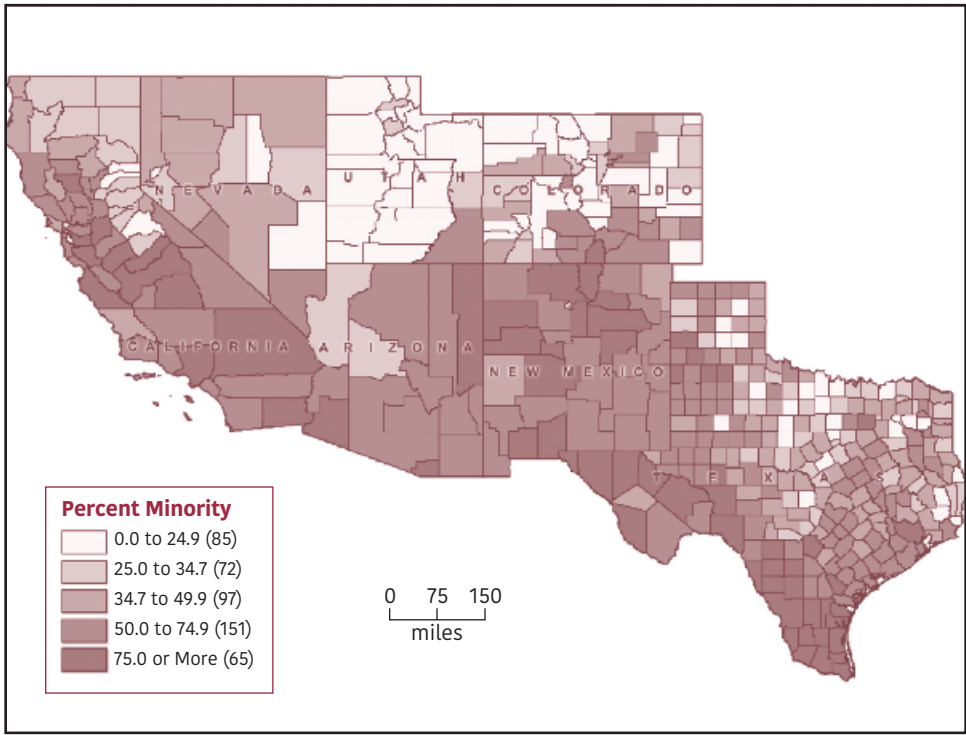 NEVADA
UTAH
COLORADO
CALIFORNIA
ARIZONA
NEW MEXICO
TEXAS
Percent Minority
0.0 to 24.9 (85)
25.0 to 34.7 (72)
34.7 to 49.9 (97)
50.0 to 74.9 (151)
75.0 or More (65)
0 75 150
miles